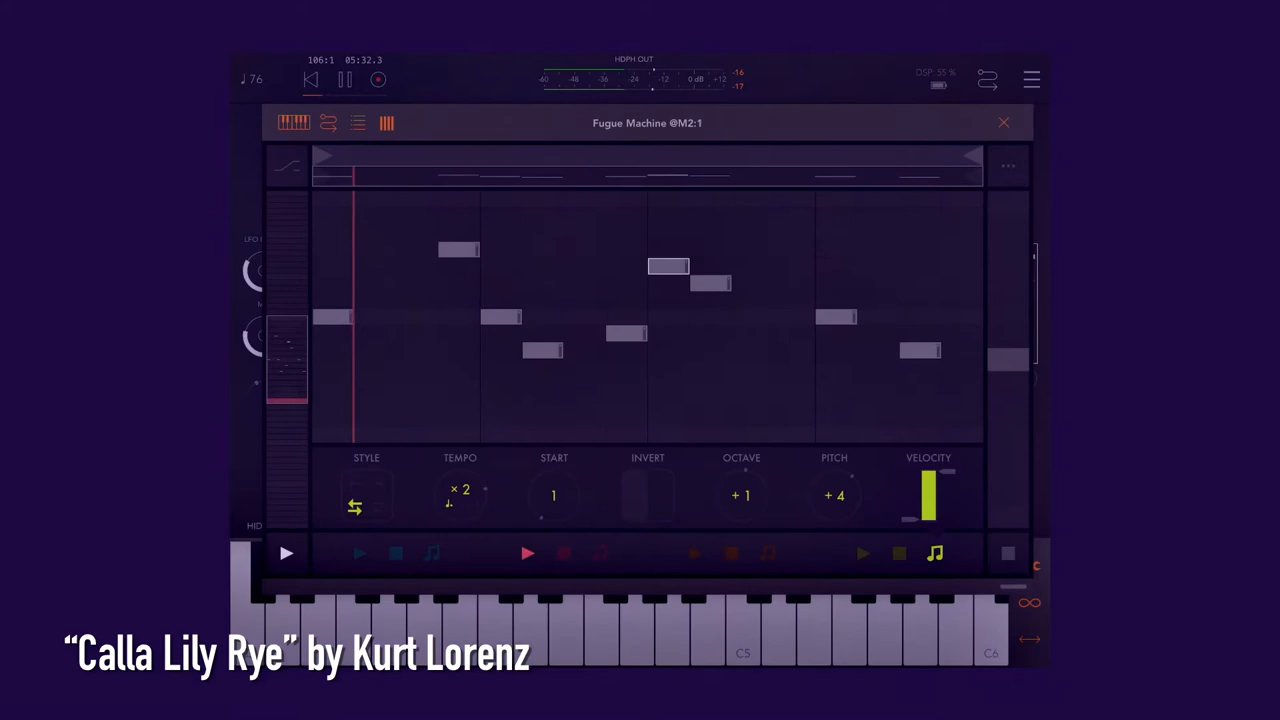 106:1 05:32.3
♩76
HDPH OUT
-60 -48 -36 -24 -12 0 dB +12
-16
-17
DSP: 55 %
Fugue Machine @M2:1
LFO
M
HID
STYLE TEMPO START INVERT OCTAVE PITCH VELOCITY
× 2
1
+ 1
+ 4
C
C5
C6
“Calla Lily Rye” by Kurt Lorenz